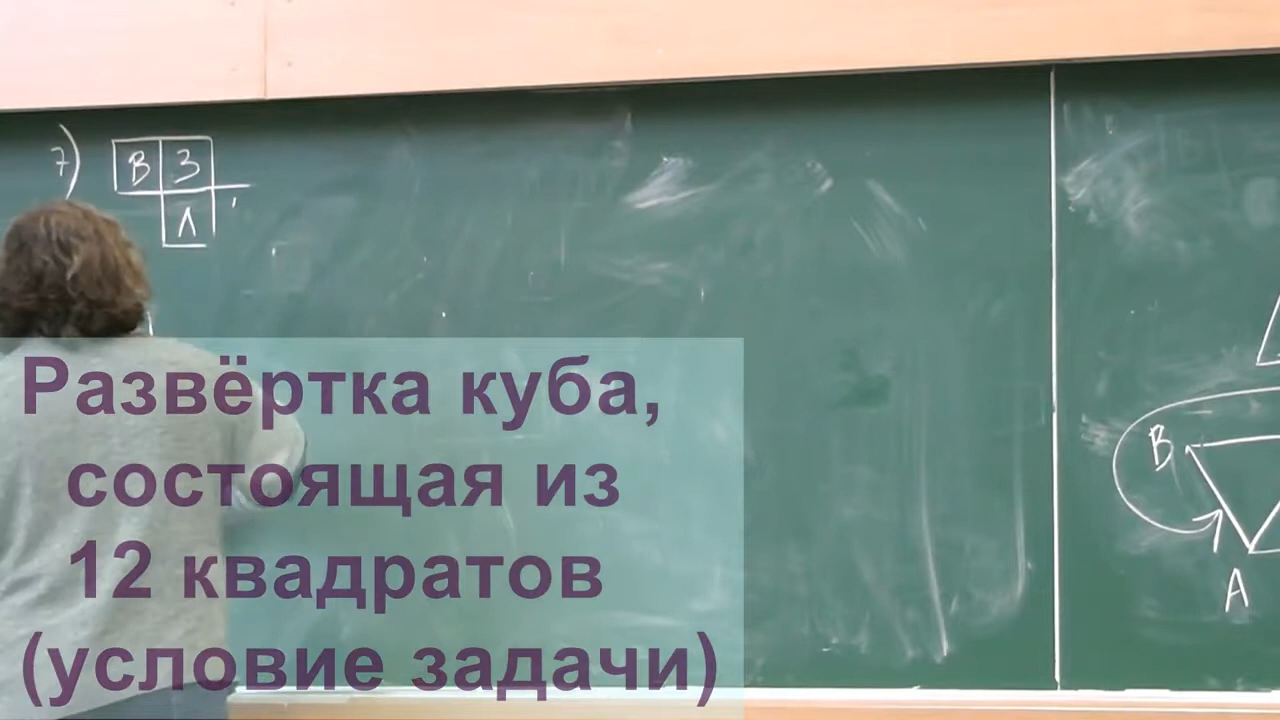 7)
В З
Л
В
А
Развёртка куба,
состоящая из
12 квадратов
(условие задачи)